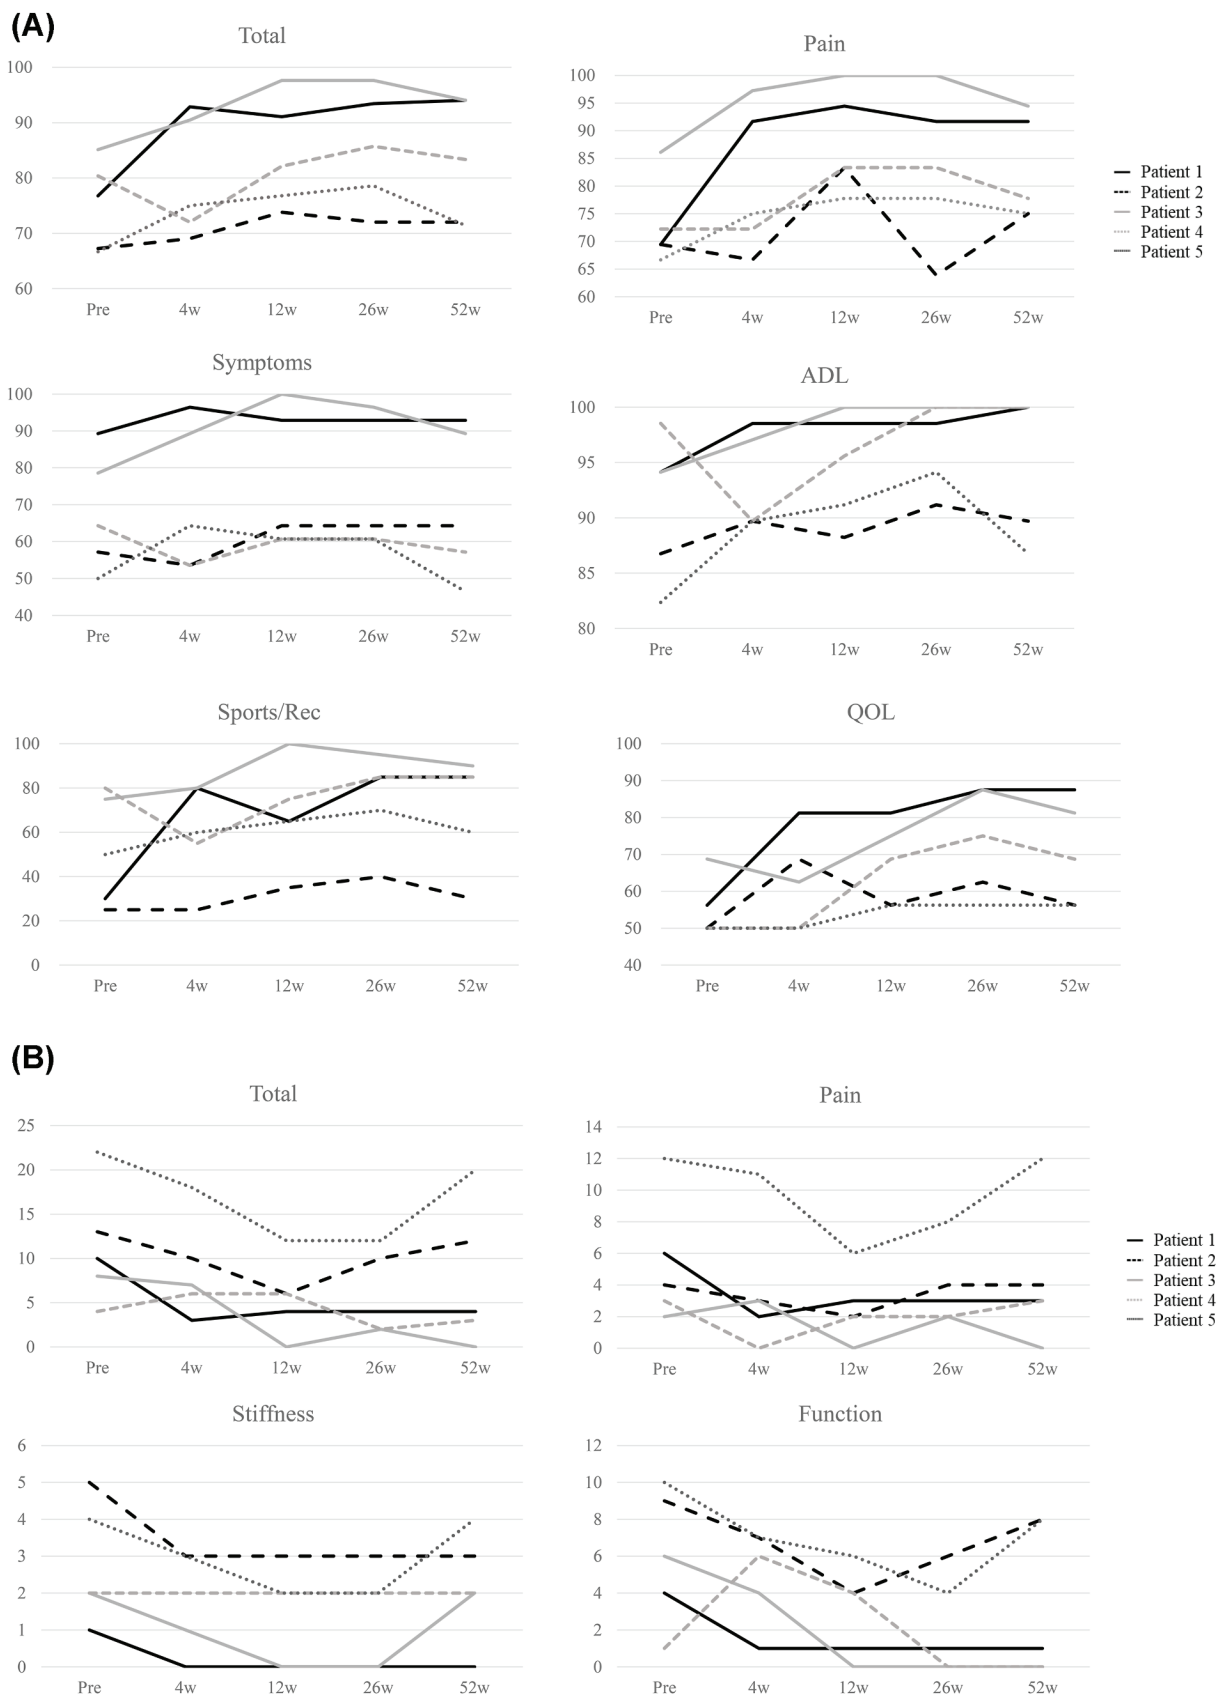 (A)
Total
100
90
80
70
60
Pre 4w 12w 26w 52w
Pain
100
95
90
85
80
75
70
65
60
Pre 4w 12w 26w 52w
Patient 1
Patient 2
Patient 3
Patient 4
Patient 5
Symptoms
100
90
80
70
60
50
40
Pre 4w 12w 26w 52w
ADL
100
95
90
85
80
Pre 4w 12w 26w 52w
Sports/Rec
100
80
60
40
20
0
Pre 4w 12w 26w 52w
QOL
100
90
80
70
60
50
40
Pre 4w 12w 26w 52w
(B)
Total
25
20
15
10
5
0
Pre 4w 12w 26w 52w
Pain
14
12
10
8
6
4
2
0
Pre 4w 12w 26w 52w
Patient 1
Patient 2
Patient 3
Patient 4
Patient 5
Stiffness
6
5
4
3
2
1
0
Pre 4w 12w 26w 52w
Function
12
10
8
6
4
2
0
Pre 4w 12w 26w 52w